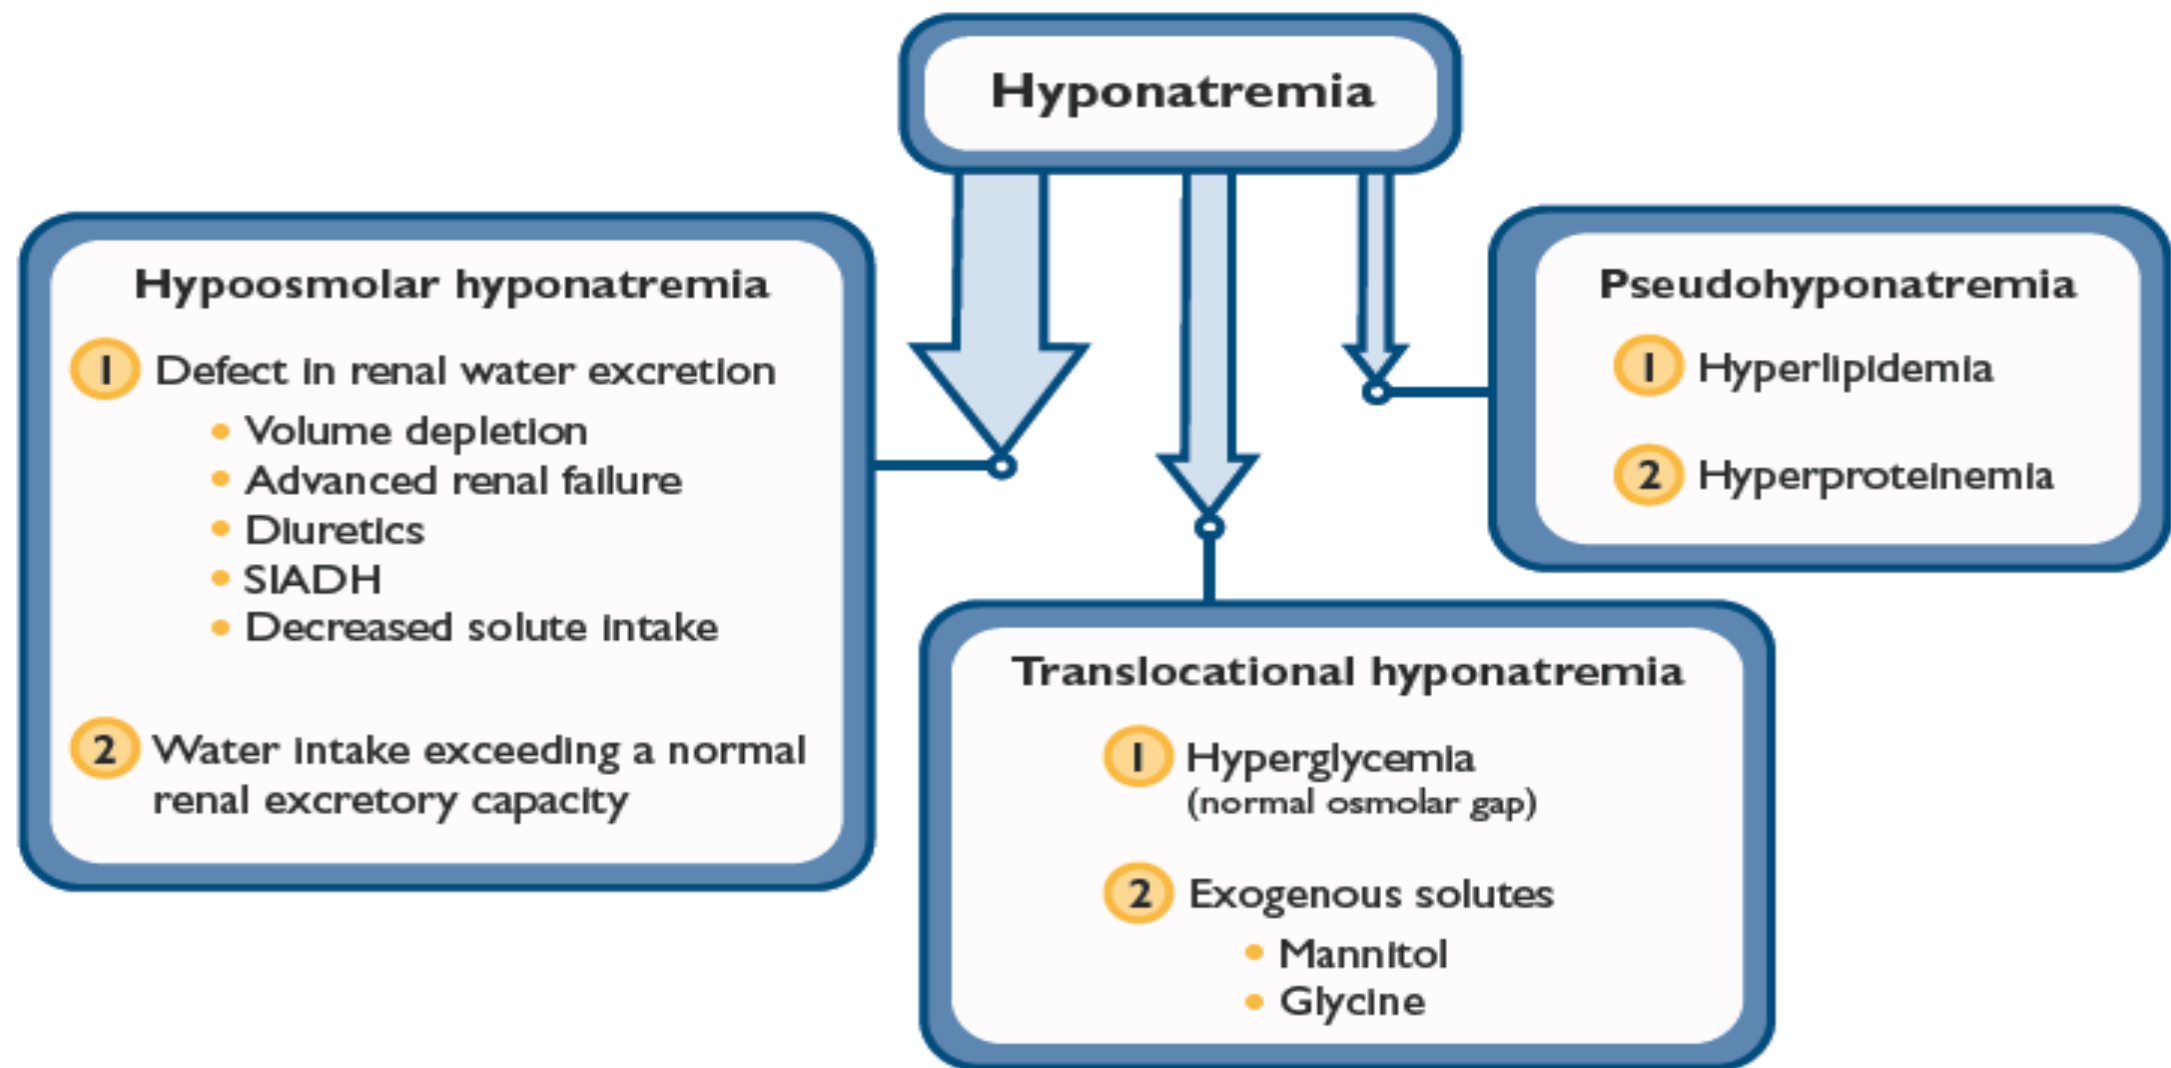 Hyponatremia
Hypoosmolar hyponatremia
1 Defect in renal water excretion
• Volume depletion
• Advanced renal failure
• Diuretics
• SIADH
• Decreased solute intake
2 Water intake exceeding a normal
renal excretory capacity
Translocational hyponatremia
1 Hyperglycemia
(normal osmolar gap)
2 Exogenous solutes
• Mannitol
• Glycine
Pseudohyponatremia
1 Hyperlipidemia
2 Hyperproteinemia